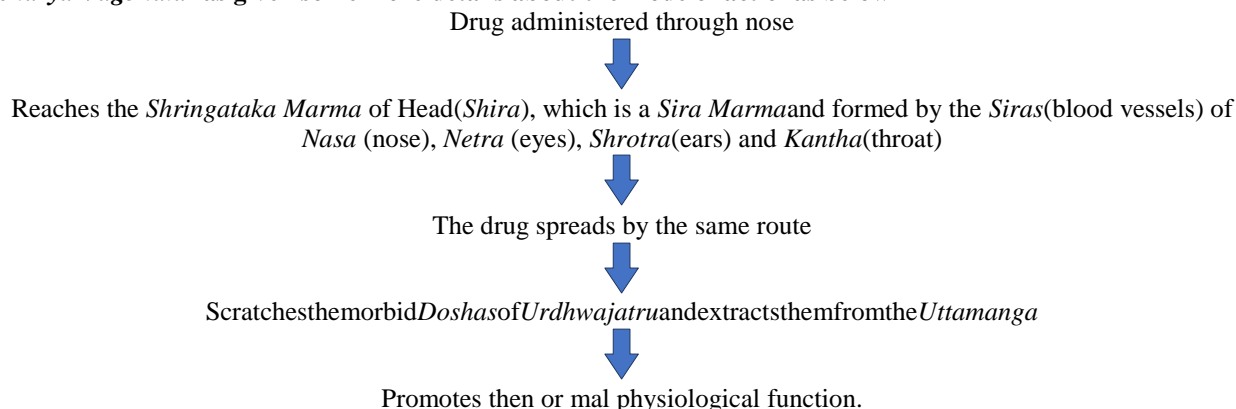 Drug administered through nose
Reaches the Shringataka Marma of Head(Shira), which is a Sira Marmaand formed by the Siras(blood vessels) of
Nasa (nose), Netra (eyes), Shrotra(ears) and Kantha(throat)
The drug spreads by the same route
ScratchesthemorbidDoshasofUrdhwajatruandextractsthemfromtheUttamanga
Promotes then or mal physiological function.